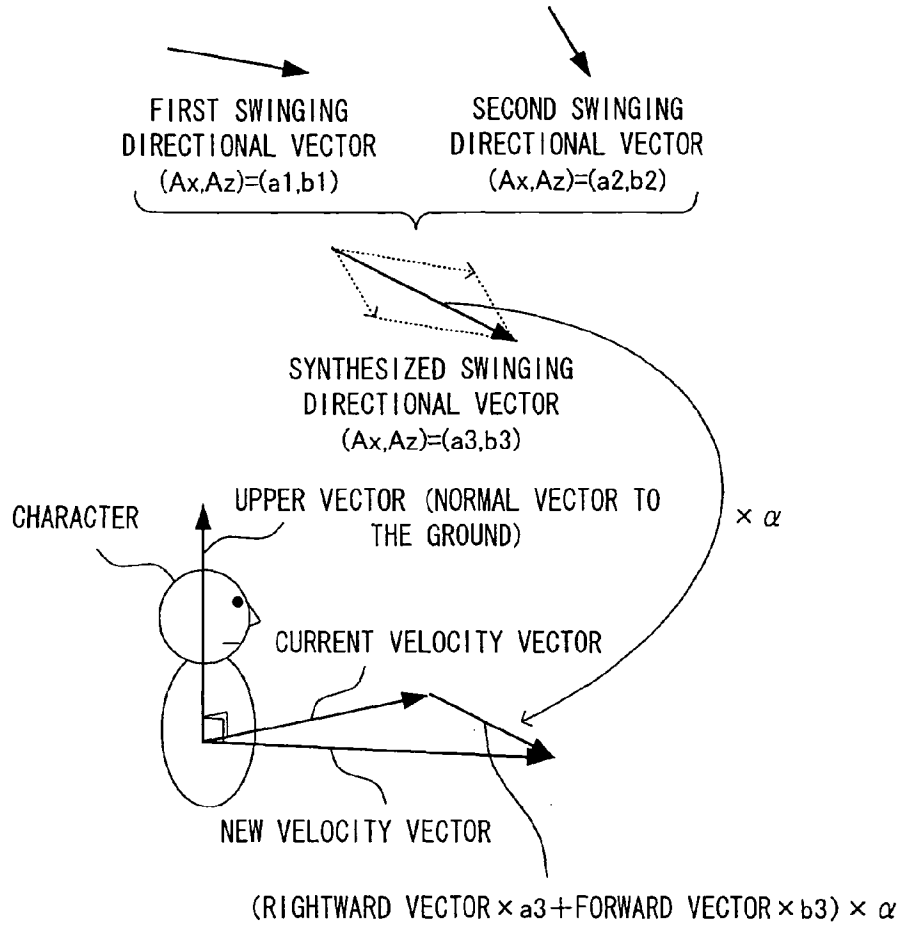 FIRST SWINGING
DIRECTIONAL VECTOR
(Ax,Az)=(a1,b1)
SECOND SWINGING
DIRECTIONAL VECTOR
(Ax,Az)=(a2,b2)
SYNTHESIZED SWINGING
DIRECTIONAL VECTOR
(Ax,Az)=(a3,b3)
× α
UPPER VECTOR (NORMAL VECTOR TO
THE GROUND)
CHARACTER
CURRENT VELOCITY VECTOR
NEW VELOCITY VECTOR
(RIGHTWARD VECTOR×a3+FORWARD VECTOR×b3)× α